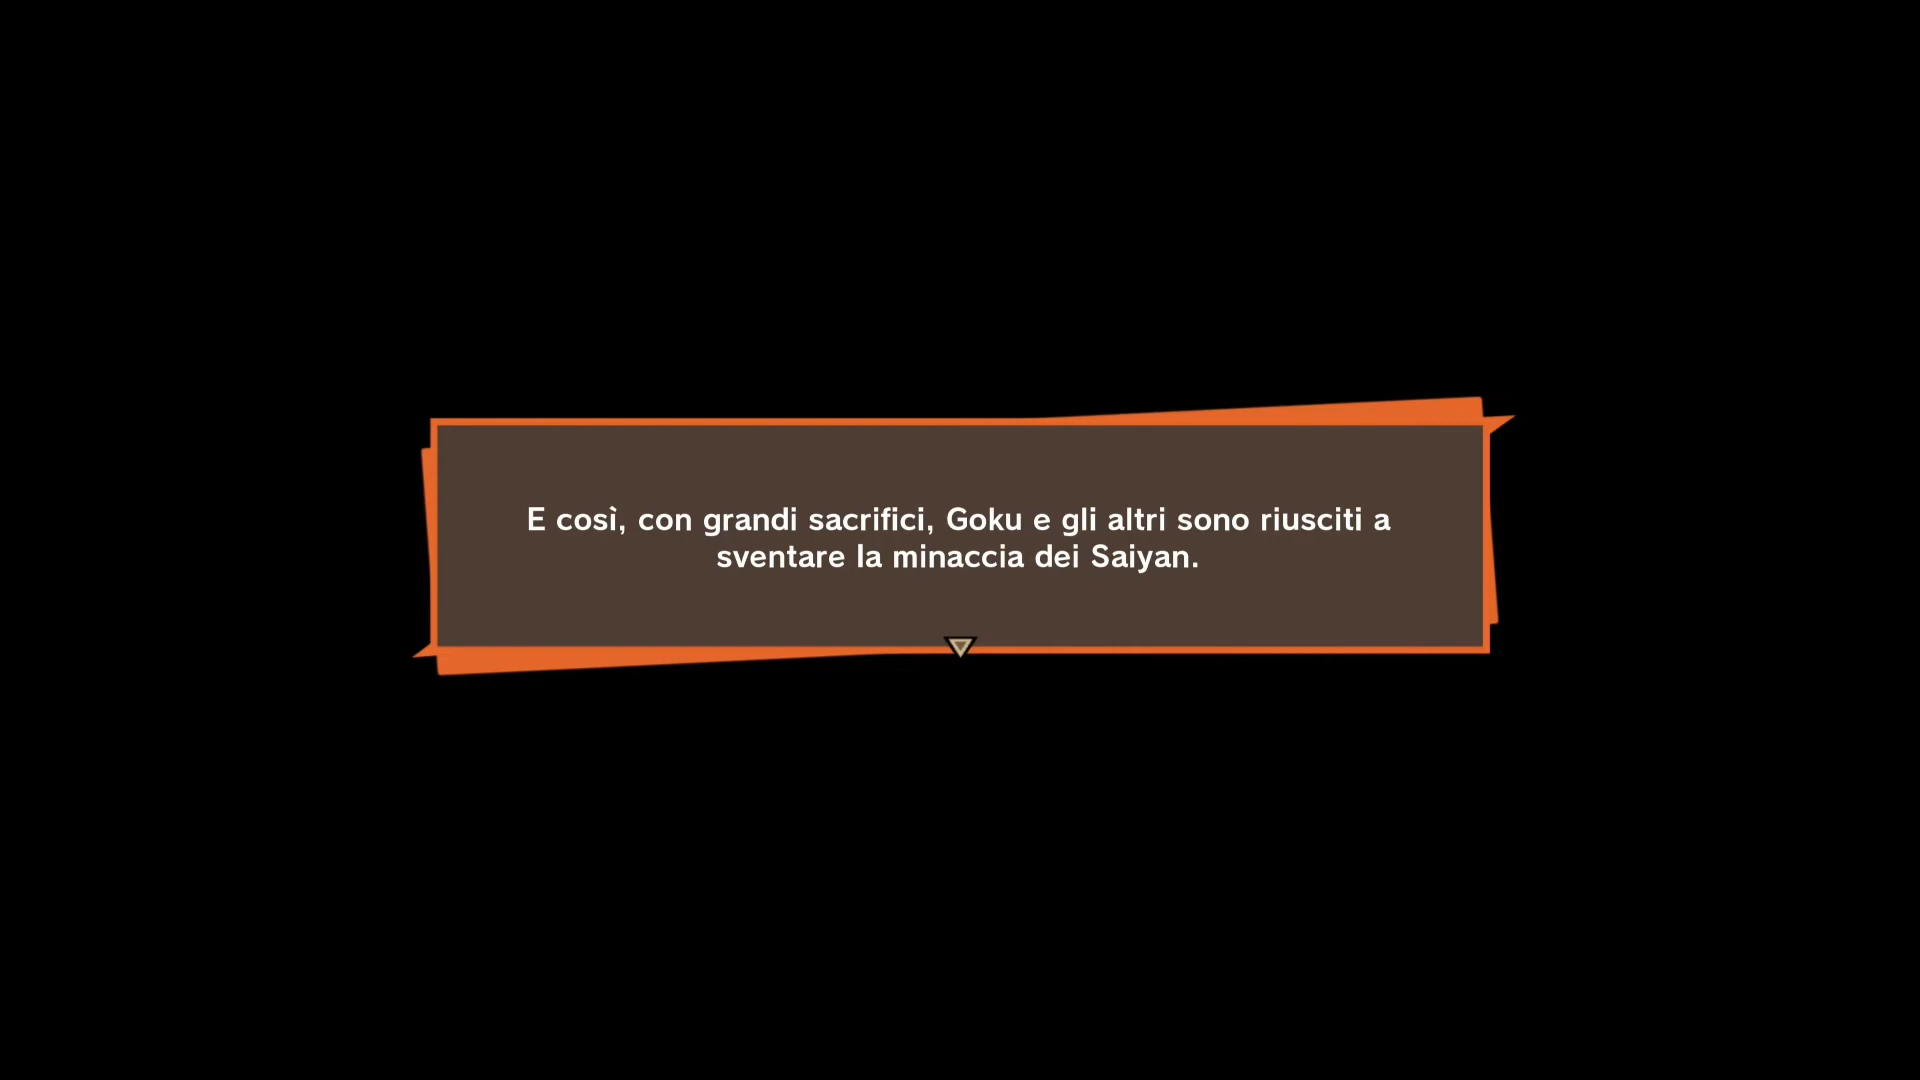 E così, con grandi sacrifici, Goku e gli altri sono riusciti a
sventare la minaccia dei Saiyan.